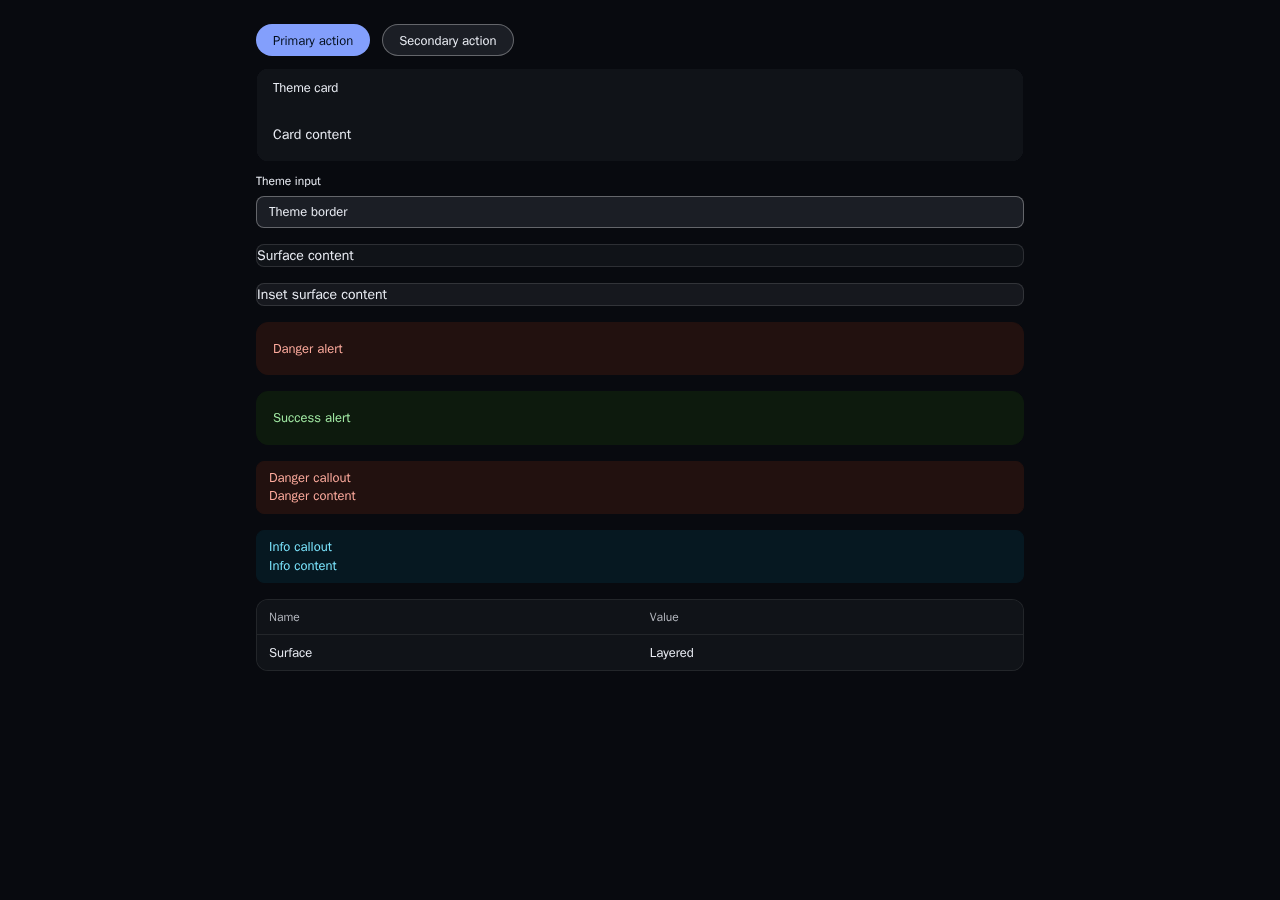 Primary action
Secondary action
Theme card
Card content
Theme input
Theme border
Surface content
Inset surface content
Danger alert
Success alert
Danger callout
Danger content
Info callout
Info content
Name Value
Surface Layered